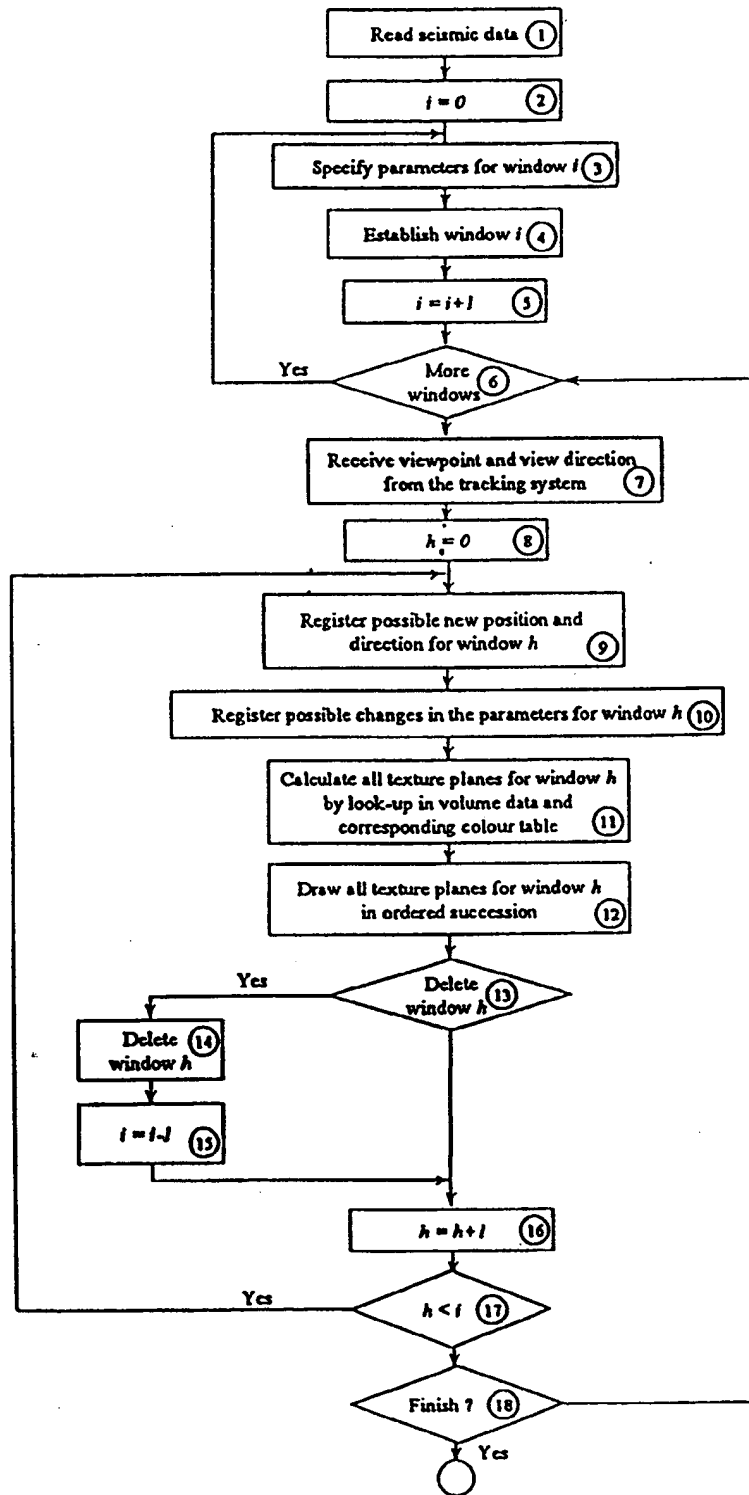 Read seismic data 1
i = 0 2
Specify parameters for window i 3
Establish window i 4
i = i+1 5
Yes
More
windows 6
Receive viewpoint and view direction
from the tracking system 7
h = 0 8
Register possible new position and
direction for window h 9
Register possible changes in the parameters for window h 10
Calculate all texture planes for window h
by look-up in volume data and
corresponding colour table 11
Draw all texture planes for window h
in ordered succession 12
Yes
Delete
window h 13
Delete 14
window h
i = i-1 15
h = h+1 16
Yes
h < i 17
Finish ? 18
Yes